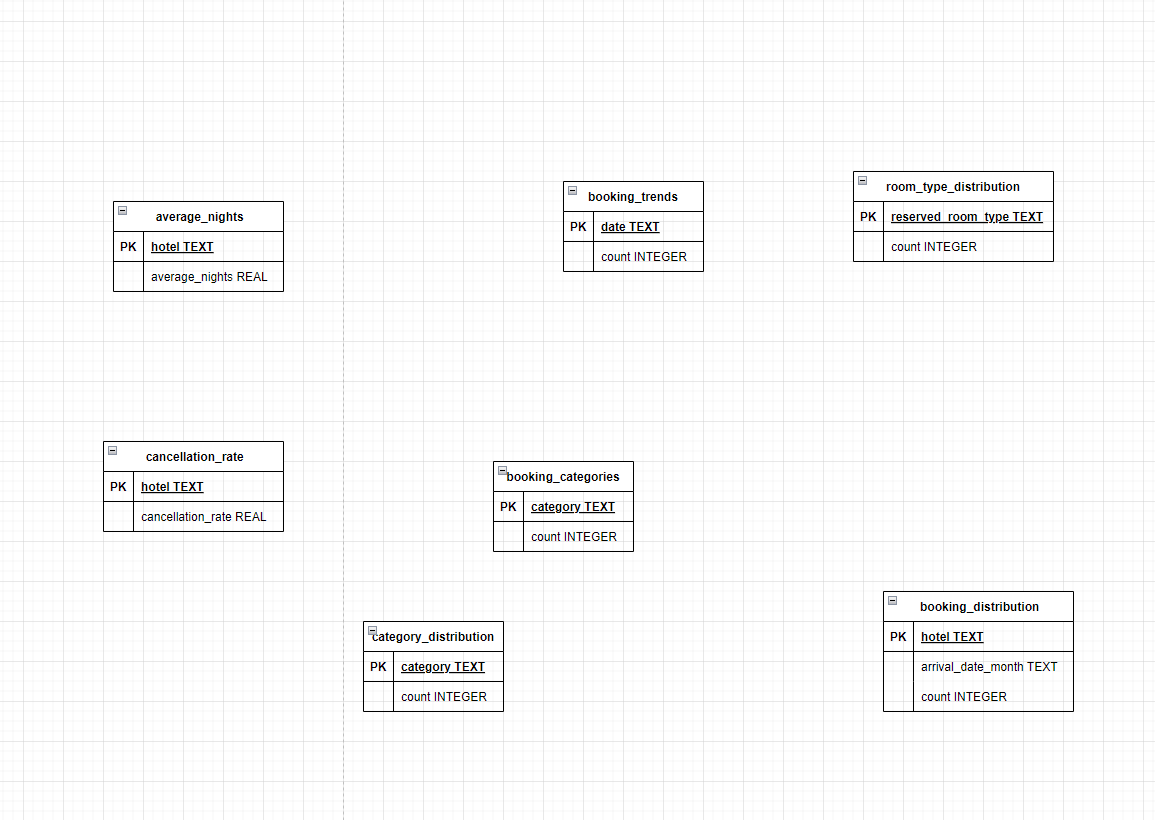 average_nights
PK hotel TEXT
average_nights REAL
booking_trends
PK date TEXT
count INTEGER
room_type_distribution
PK reserved_room_type TEXT
count INTEGER
cancellation_rate
PK hotel TEXT
cancellation_rate REAL
booking_categories
PK category TEXT
count INTEGER
category_distribution
PK category TEXT
count INTEGER
booking_distribution
PK hotel TEXT
arrival_date_month TEXT
count INTEGER